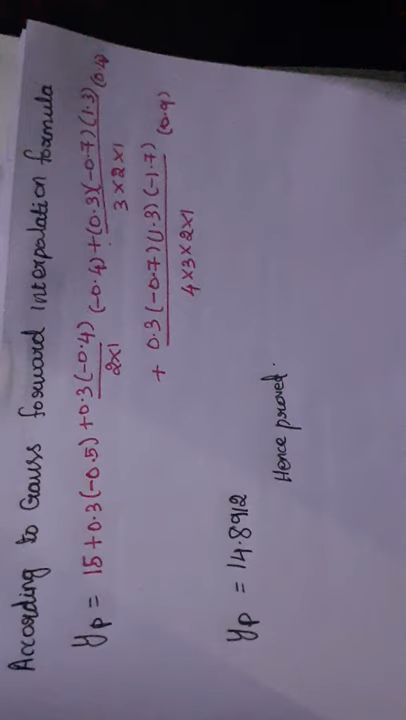 According to Gauss forward interpolation formula
yp = 15 + 0.3(-0.5) + 0.3(-0.4)/2×1 (-0.4) + (0.3)(-0.7)(1.3)/3×2×1 (0.4)
+ 0.3(-0.7)(1.3)(-1.7)/4×3×2×1 (0.9)
yp = 14.8912
Hence proved.